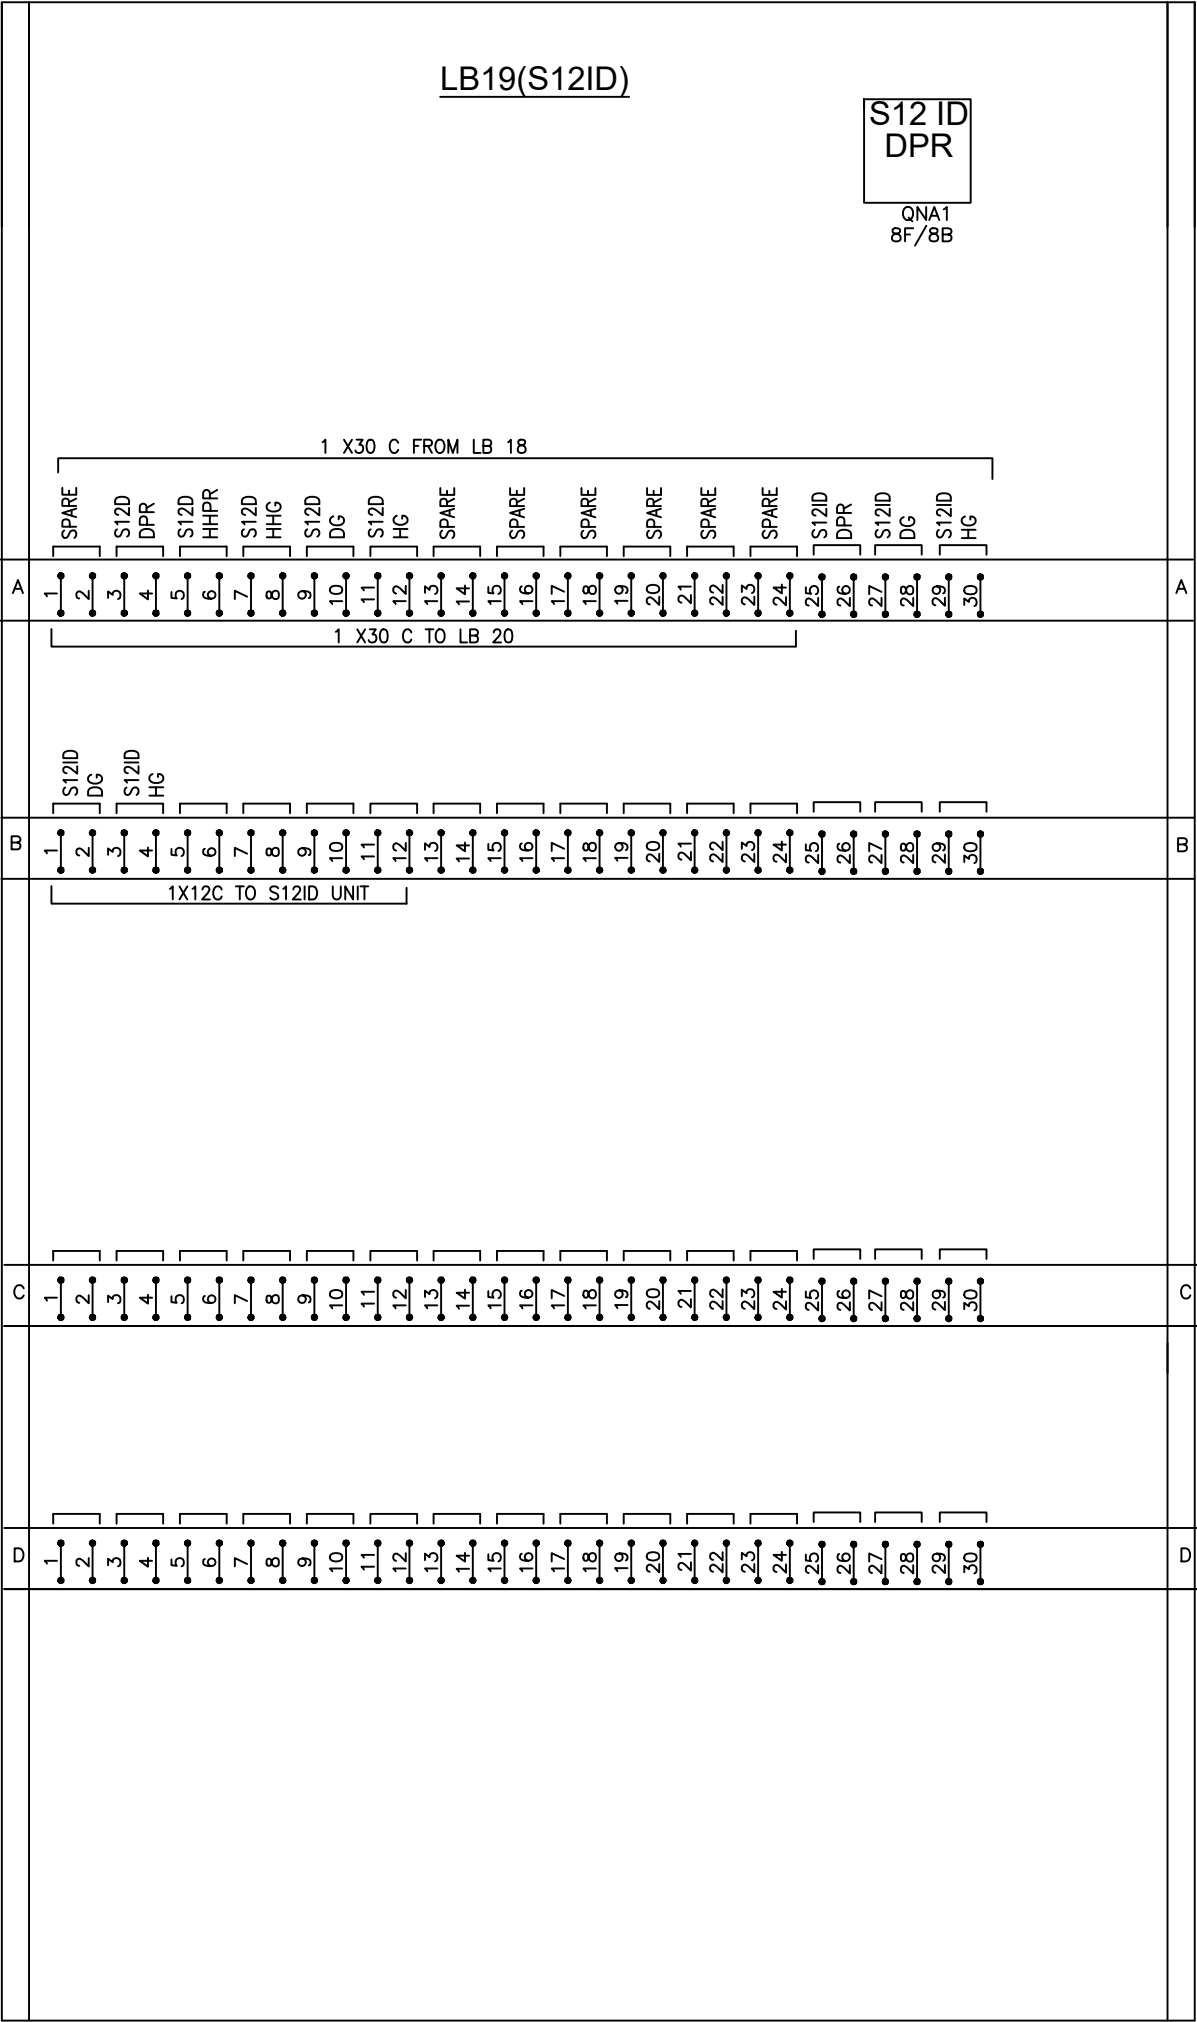 LB19(S12ID)
S12 ID
DPR
QNA1
8F/8B
1 X30 C FROM LB 18
SPARE
S12D
DPR
S12D
HHPR
S12D
HHG
S12D
DG
S12D
HG
SPARE
SPARE
SPARE
SPARE
SPARE
SPARE
S12ID
DPR
S12ID
DG
S12ID
HG
A 1 2 3 4 5 6 7 8 9 10 11 12 13 14 15 16 17 18 19 20 21 22 23 24 25 26 27 28 29 30 A
1 X30 C TO LB 20
S12ID
DG
S12ID
HG
B 1 2 3 4 5 6 7 8 9 10 11 12 13 14 15 16 17 18 19 20 21 22 23 24 25 26 27 28 29 30 B
1X12C TO S12ID UNIT
C 1 2 3 4 5 6 7 8 9 10 11 12 13 14 15 16 17 18 19 20 21 22 23 24 25 26 27 28 29 30 C
D 1 2 3 4 5 6 7 8 9 10 11 12 13 14 15 16 17 18 19 20 21 22 23 24 25 26 27 28 29 30 D